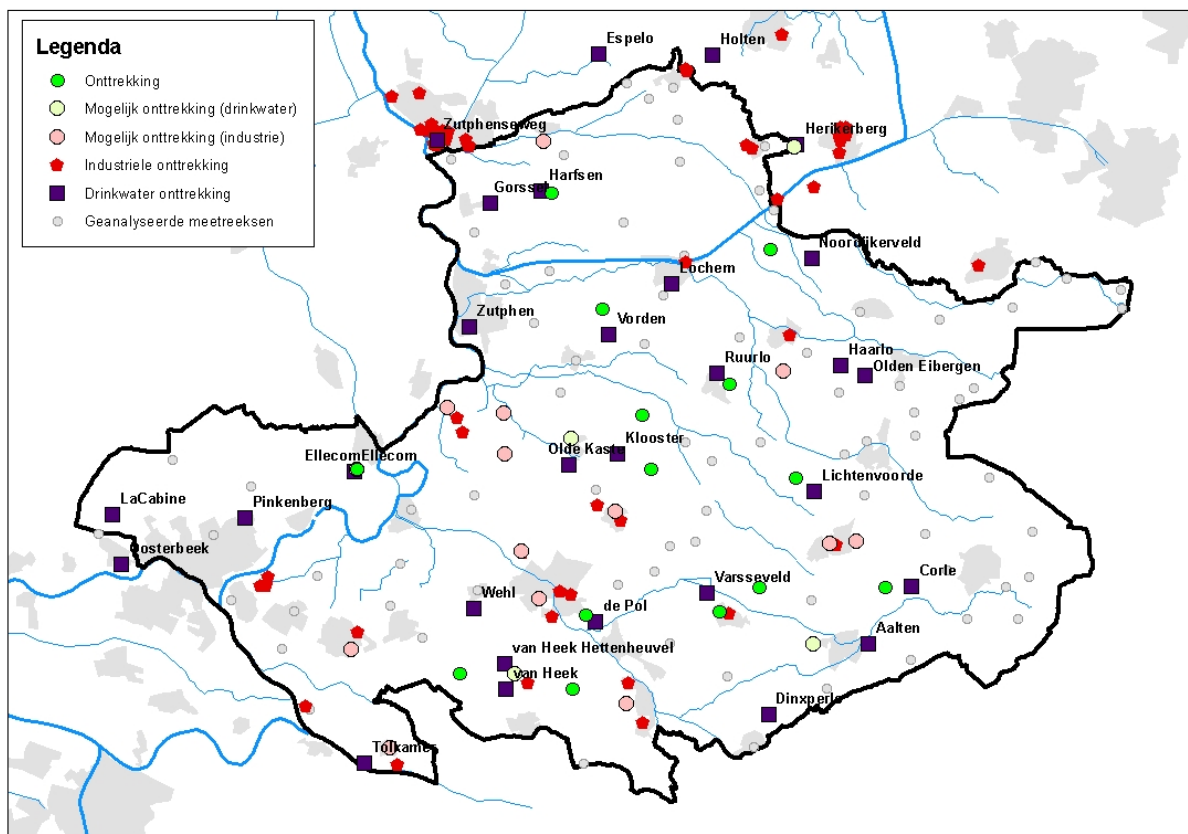 Legenda
Onttrekking
Mogelijk onttrekking (drinkwater)
Mogelijk onttrekking (industrie)
Industriele onttrekking
Drinkwater onttrekking
Geanalyseerde meetreeksen
Espelo
Holten
Zutphenseweg
Herikerberg
Harfsen
Gorssel
Noordijkerveld
Lochem
Zutphen
Vorden
Haarlo
Ruurlo
Olden Eibergen
Klooster
EllecomEllecom
Olde Kaste
Lichtenvoorde
LaCabine
Pinkenberg
Oosterbeek
Varsseveld
Corle
Wehl
de Pol
Aalten
van Heek Hettenheuvel
van Heek
Dinxperlo
Tolkamer